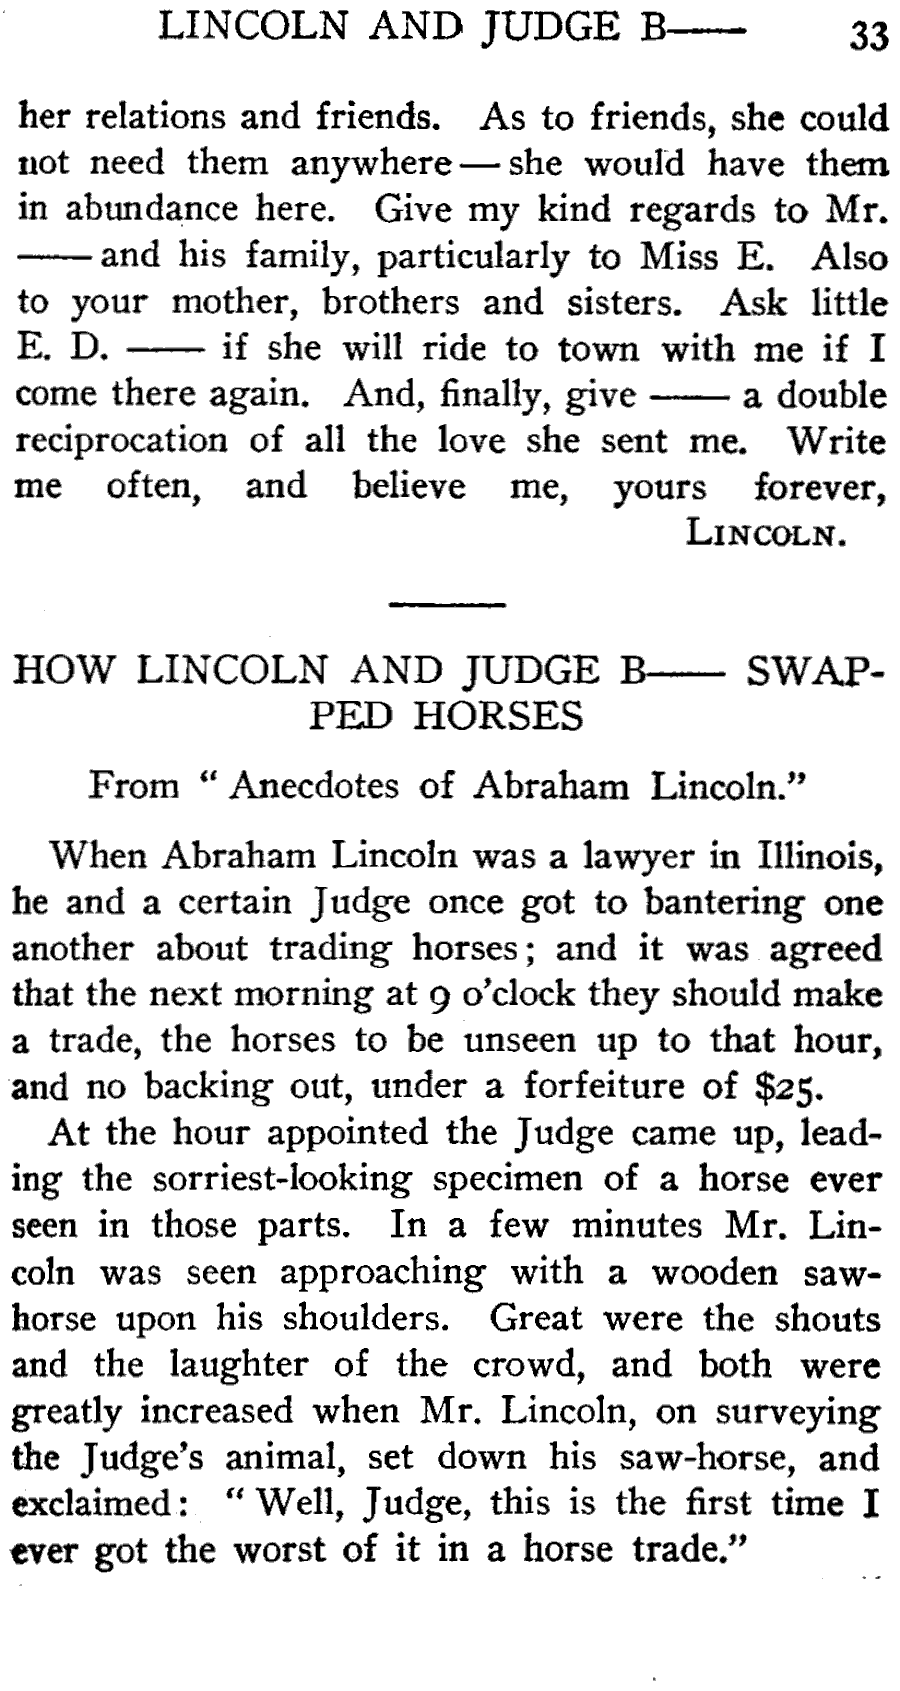 LINCOLN AND JUDGE B—— 33
her relations and friends. As to friends, she could
not need them anywhere — she would have them
in abundance here. Give my kind regards to Mr.
—— and his family, particularly to Miss E. Also
to your mother, brothers and sisters. Ask little
E. D. —— if she will ride to town with me if I
come there again. And, finally, give —— a double
reciprocation of all the love she sent me. Write
me often, and believe me, yours forever,
LINCOLN.
HOW LINCOLN AND JUDGE B—— SWAP-
PED HORSES
From “Anecdotes of Abraham Lincoln.”
When Abraham Lincoln was a lawyer in Illinois,
he and a certain Judge once got to bantering one
another about trading horses; and it was agreed
that the next morning at 9 o’clock they should make
a trade, the horses to be unseen up to that hour,
and no backing out, under a forfeiture of $25.
At the hour appointed the Judge came up, lead-
ing the sorriest-looking specimen of a horse ever
seen in those parts. In a few minutes Mr. Lin-
coln was seen approaching with a wooden saw-
horse upon his shoulders. Great were the shouts
and the laughter of the crowd, and both were
greatly increased when Mr. Lincoln, on surveying
the Judge’s animal, set down his saw-horse, and
exclaimed: “Well, Judge, this is the first time I
ever got the worst of it in a horse trade.”